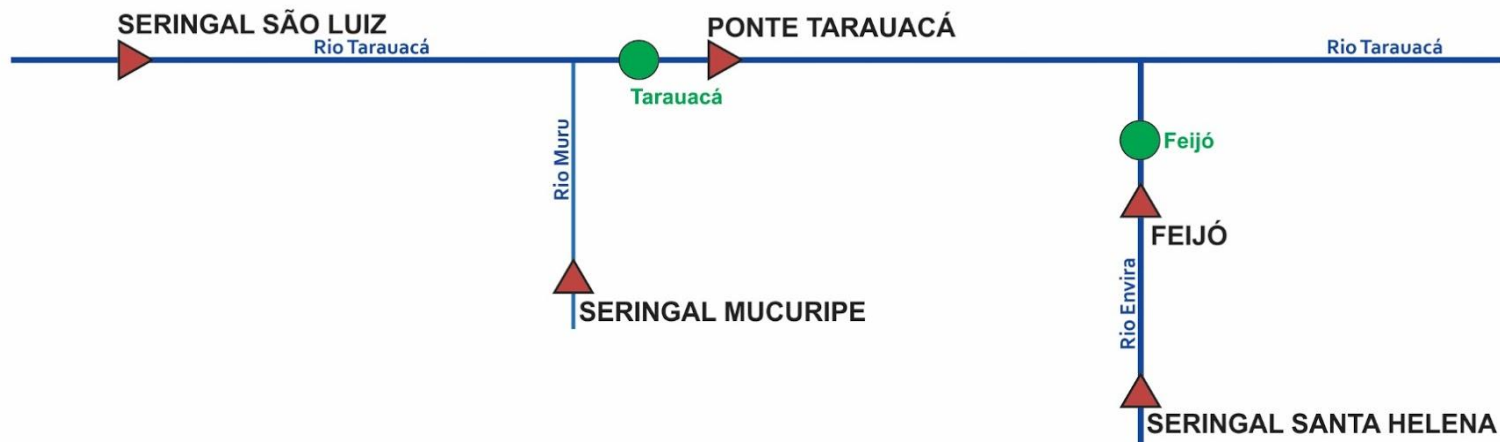 SERINGAL SÃO LUIZ
Rio Tarauacá
PONTE TARAUACÁ
Rio Tarauacá
Tarauacá
Rio Muru
Feijó
FEIJÓ
Rio Envira
SERINGAL MUCURIPE
SERINGAL SANTA HELENA